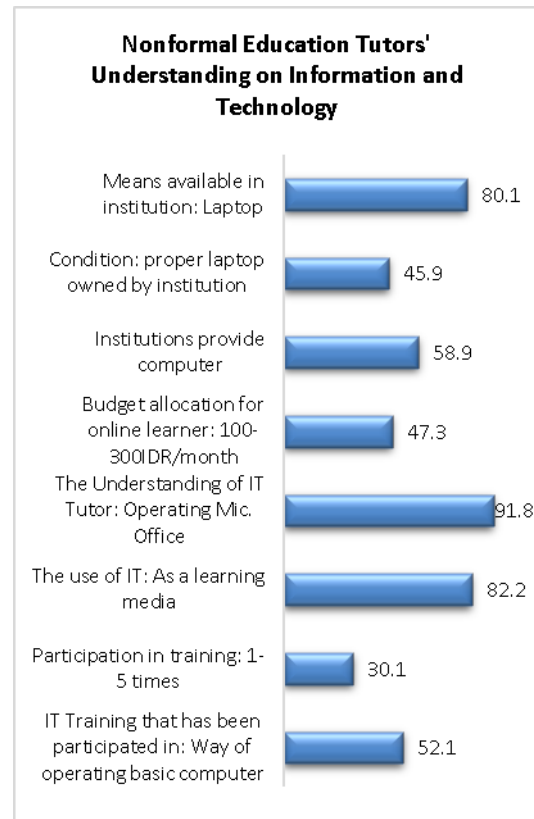 Nonformal Education Tutors'
Understanding on Information and
Technology
Means available in
institution: Laptop
80.1
Condition: proper laptop
owned by institution
45.9
Institutions provide
computer
58.9
Budget allocation for
online learner: 100-
300IDR/month
47.3
The Understanding of IT
Tutor: Operating Mic.
Office
91.8
The use of IT: As a learning
media
82.2
Participation in training: 1-
5 times
30.1
IT Training that has been
participated in: Way of
operating basic computer
52.1